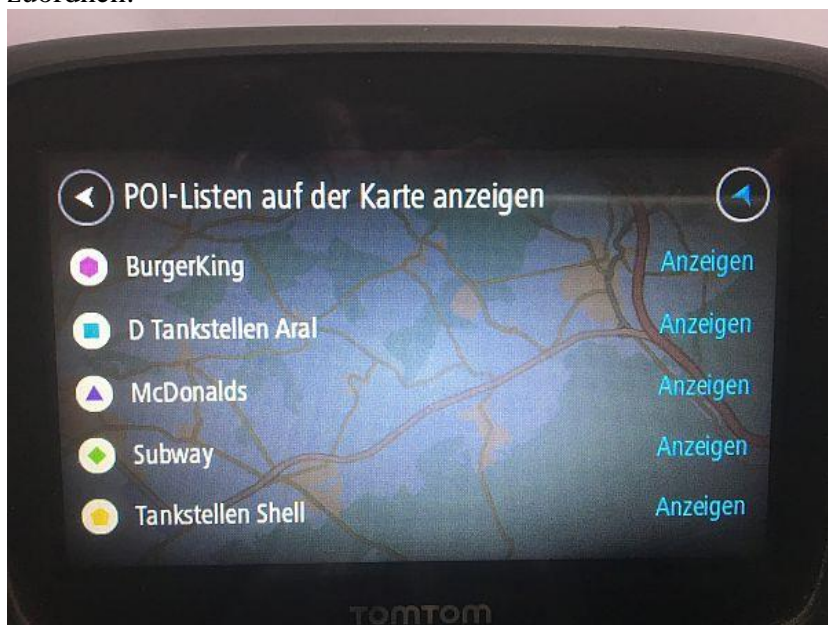 zuordnen.
POI-Listen auf der Karte anzeigen
BurgerKing Anzeigen
D Tankstellen Aral Anzeigen
McDonalds Anzeigen
Subway Anzeigen
Tankstellen Shell Anzeigen
TOMTOM